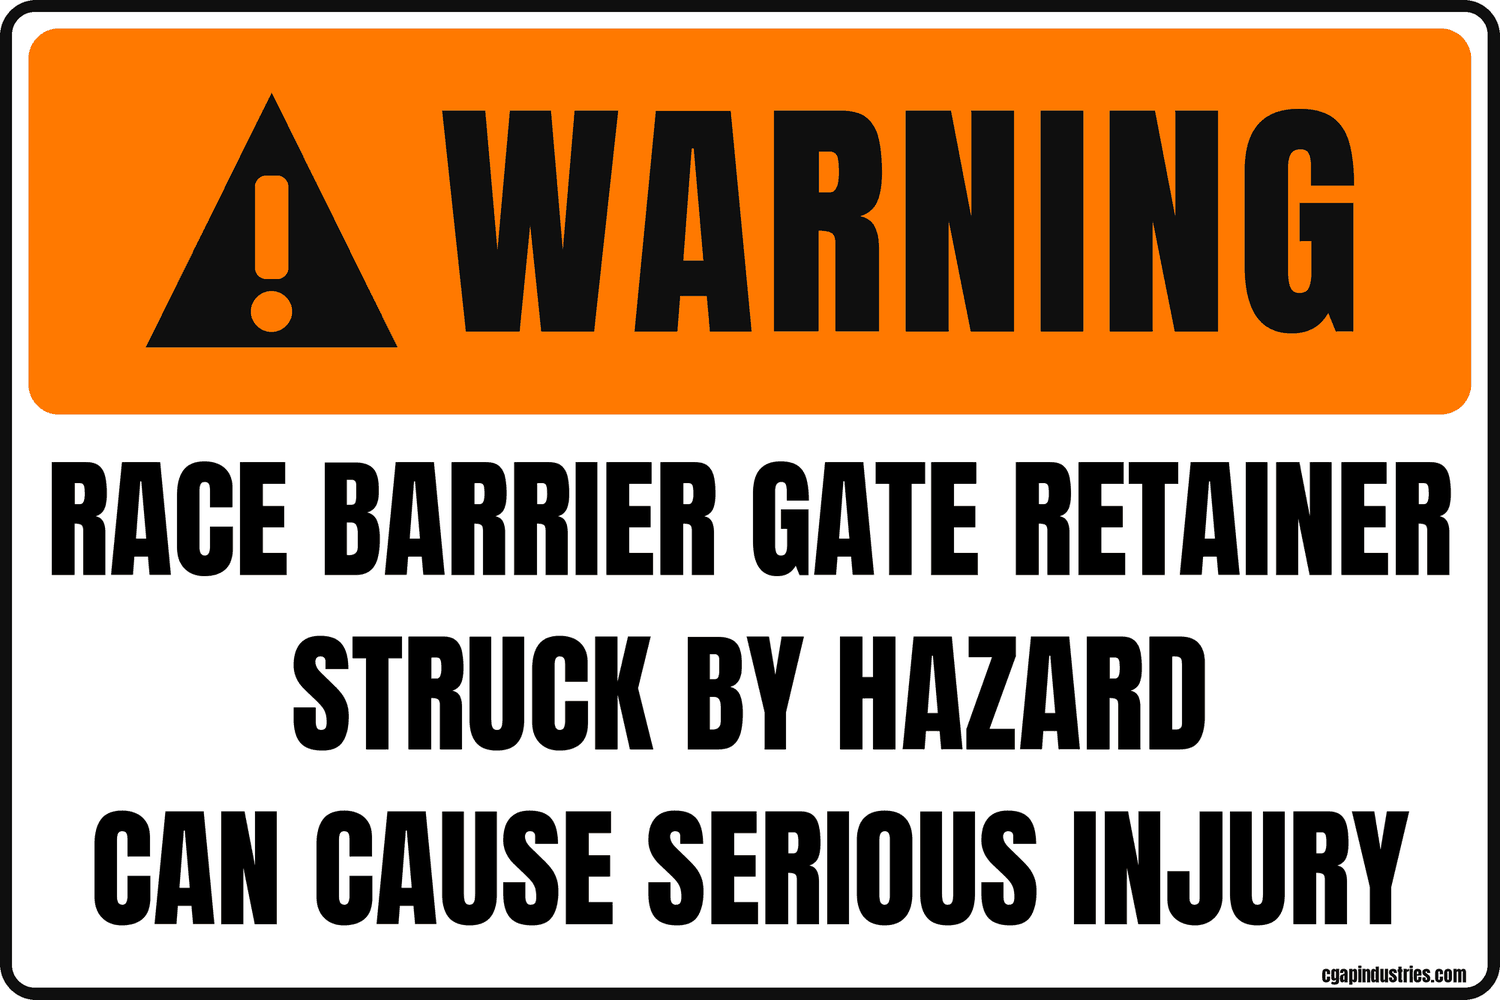 WARNING
RACE BARRIER GATE RETAINER
STRUCK BY HAZARD
CAN CAUSE SERIOUS INJURY
cgapindustries.com